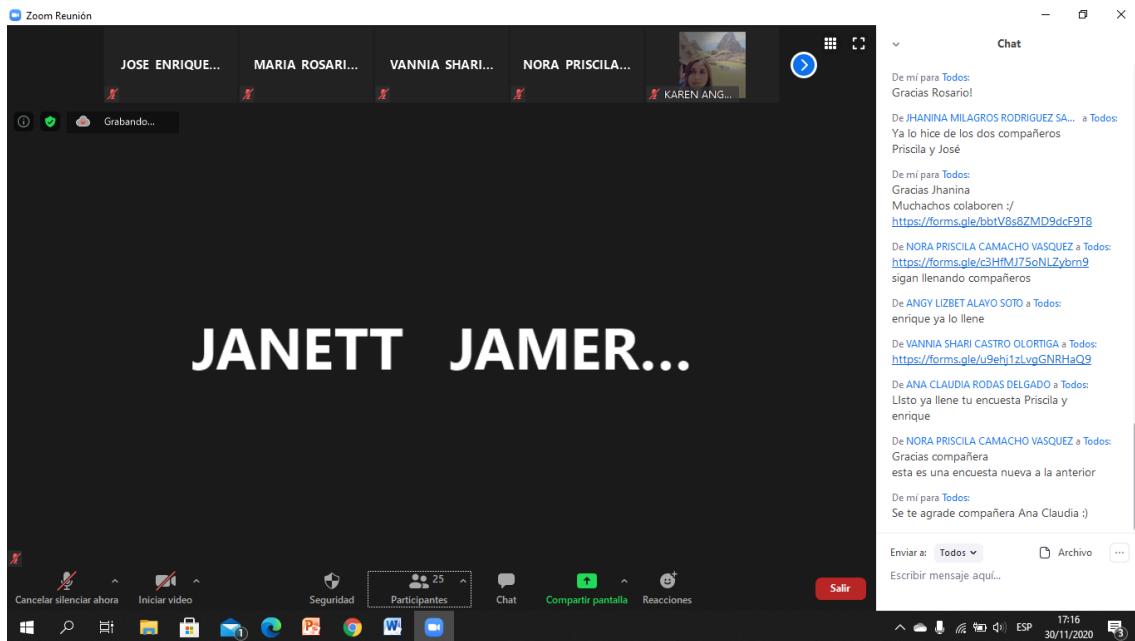 Zoom Reunión
JOSE ENRIQUE...
MARIA ROSARI...
VANNIA SHARI...
NORA PRISCILA...
KAREN ANG...
Grabando...
JANETT JAMER...
Cancelar silenciar ahora
Iniciar video
Seguridad
25
Participantes
Chat
Compartir pantalla
Reacciones
Salir
Chat
De mí para Todos:
Gracias Rosario!
De JHANINA MILAGROS RODRIGUEZ SA... a Todos:
Ya lo hice de los dos compañeros
Priscila y José
De mí para Todos:
Gracias Jhanina
Muchachos colaboren :/
https://forms.gle/bbtV8s8ZMD9dcF9T8
De NORA PRISCILA CAMACHO VASQUEZ a Todos:
https://forms.gle/c3HfMJ75oNLZybrn9
sigan llenando compañeros
De ANGY LIZBET ALAYO SOTO a Todos:
enrique ya lo llene
De VANNIA SHARI CASTRO OLORTIGA a Todos:
https://forms.gle/u9ehj1zLvgGNRHaQ9
De ANA CLAUDIA RODAS DELGADO a Todos:
LIsto ya llene tu encuesta Priscila y
enrique
De NORA PRISCILA CAMACHO VASQUEZ a Todos:
Gracias compañera
esta es una encuesta nueva a la anterior
De mí para Todos:
Se te agrade compañera Ana Claudia :)
Enviar a: Todos
Archivo
Escribir mensaje aquí...
1
ESP
17:16
30/11/2020
3